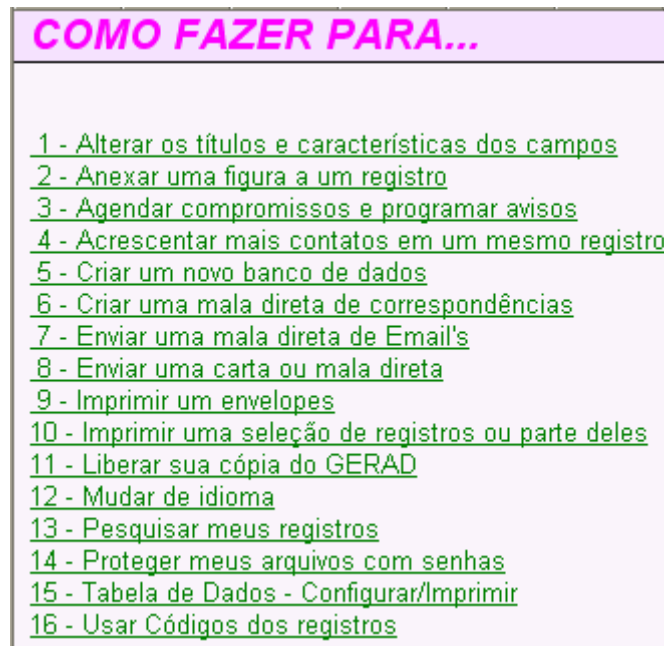 COMO FAZER PARA...
1 - Alterar os títulos e características dos campos
2 - Anexar uma figura a um registro
3 - Agendar compromissos e programar avisos
4 - Acrescentar mais contatos em um mesmo registro
5 - Criar um novo banco de dados
6 - Criar uma mala direta de correspondências
7 - Enviar uma mala direta de Email's
8 - Enviar uma carta ou mala direta
9 - Imprimir um envelopes
10 - Imprimir uma seleção de registros ou parte deles
11 - Liberar sua cópia do GERAD
12 - Mudar de idioma
13 - Pesquisar meus registros
14 - Proteger meus arquivos com senhas
15 - Tabela de Dados - Configurar/Imprimir
16 - Usar Códigos dos registros